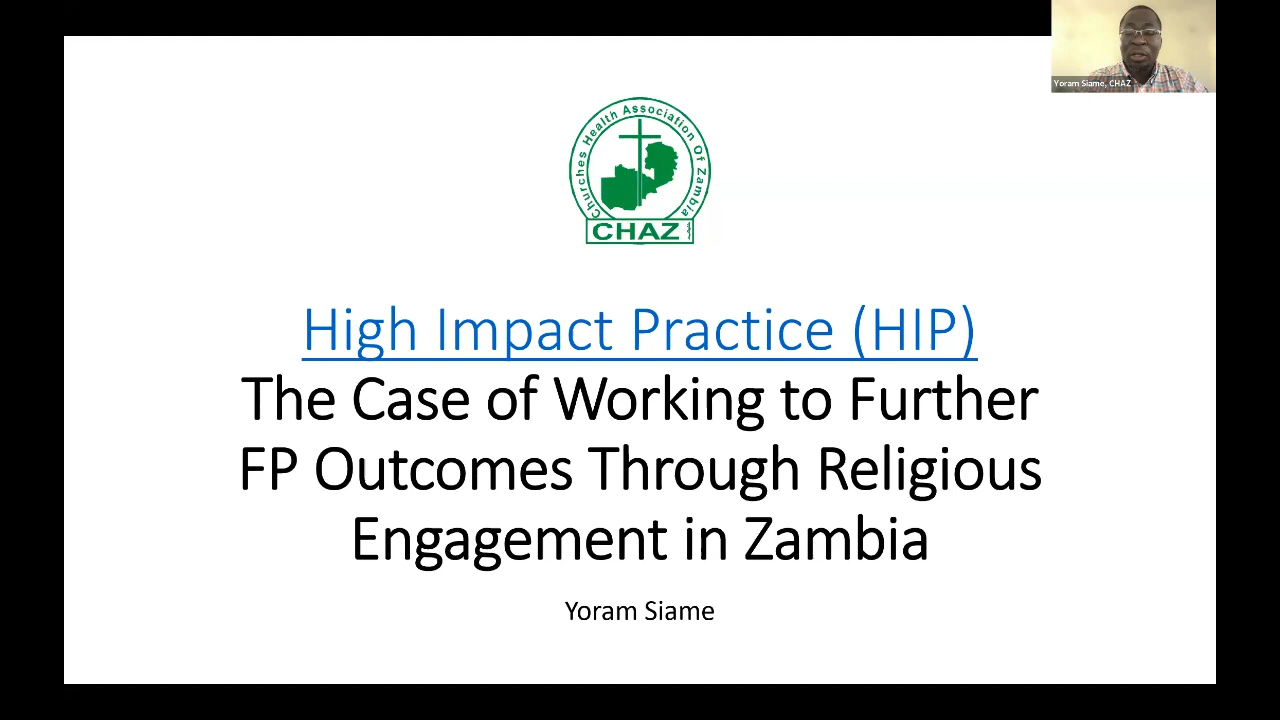 Yoram Siame, CHAZ
Churches Health Association Of Zambia
CHAZ
High Impact Practice (HIP)
The Case of Working to Further
FP Outcomes Through Religious
Engagement in Zambia
Yoram Siame